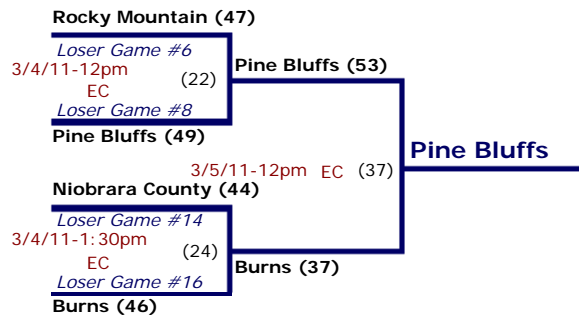 Rocky Mountain (47)
Loser Game #6
3/4/11-12pm
(22)
Pine Bluffs (53)
EC
Loser Game #8
Pine Bluffs (49)
Pine Bluffs
3/5/11-12pm EC (37)
Niobrara County (44)
Loser Game #14
3/4/11-1:30pm
(24)
EC
Burns (37)
Loser Game #16
Burns (46)